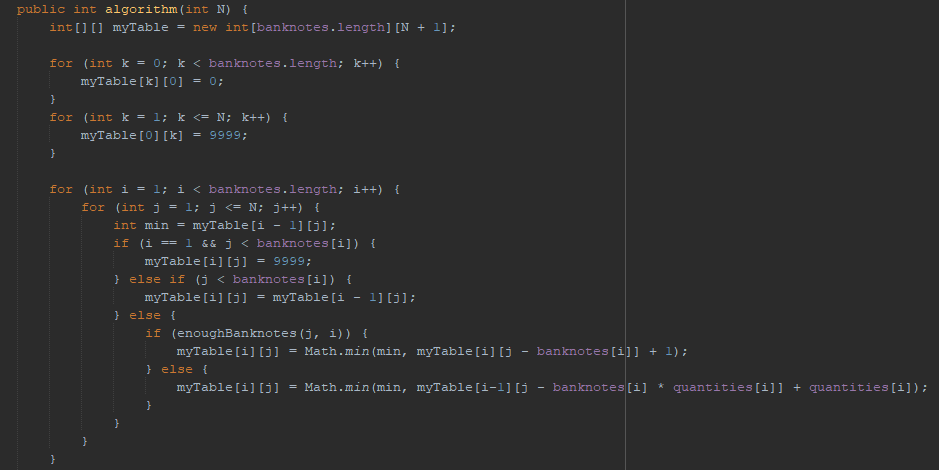 public int algorithm(int N) {
    int[][] myTable = new int[banknotes.length][N + 1];
    for (int k = 0; k < banknotes.length; k++) {
        myTable[k][0] = 0;
    }
    for (int k = 1; k <= N; k++) {
        myTable[0][k] = 9999;
    }
    for (int i = 1; i < banknotes.length; i++) {
        for (int j = 1; j <= N; j++) {
            int min = myTable[i - 1][j];
            if (i == 1 && j < banknotes[i]) {
                myTable[i][j] = 9999;
            } else if (j < banknotes[i]) {
                myTable[i][j] = myTable[i - 1][j];
            } else {
                if (enoughBanknotes(j, i)) {
                    myTable[i][j] = Math.min(min, myTable[i][j - banknotes[i]] + 1);
                } else {
                    myTable[i][j] = Math.min(min, myTable[i-1][j - banknotes[i] * quantities[i]] + quantities[i]);
                }
            }
        }
    }